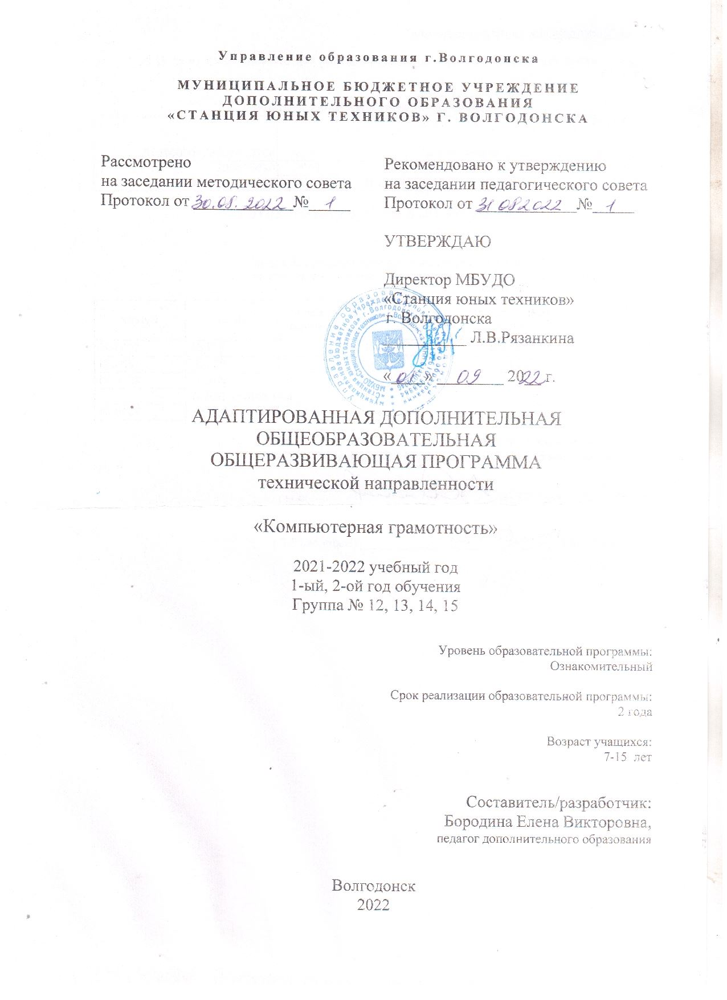 Управление образования г.Волгодонска
МУНИЦИПАЛЬНОЕ БЮДЖЕТНОЕ УЧРЕЖДЕНИЕ
ДОПОЛНИТЕЛЬНОГО ОБРАЗОВАНИЯ
«СТАНЦИЯ ЮНЫХ ТЕХНИКОВ» Г. ВОЛГОДОНСКА
Рассмотрено
на заседании методического совета
Протокол от 30.08.2022 № 1
Рекомендовано к утверждению
на заседании педагогического совета
Протокол от 31 08 2022 № 1
УТВЕРЖДАЮ
Директор МБУДО
«Станция юных техников»
г. Волгодонска
__________ Л.В.Рязанкина
«01» 09 2022 г.
АДАПТИРОВАННАЯ ДОПОЛНИТЕЛЬНАЯ
ОБЩЕОБРАЗОВАТЕЛЬНАЯ
ОБЩЕРАЗВИВАЮЩАЯ ПРОГРАММА
технической направленности
«Компьютерная грамотность»
2021-2022 учебный год
1-ый, 2-ой год обучения
Группа № 12, 13, 14, 15
Уровень образовательной программы:
Ознакомительный
Срок реализации образовательной программы:
2 года
Возраст учащихся:
7-15 лет
Составитель/разработчик:
Бородина Елена Викторовна,
педагог дополнительного образования
Волгодонск
2022